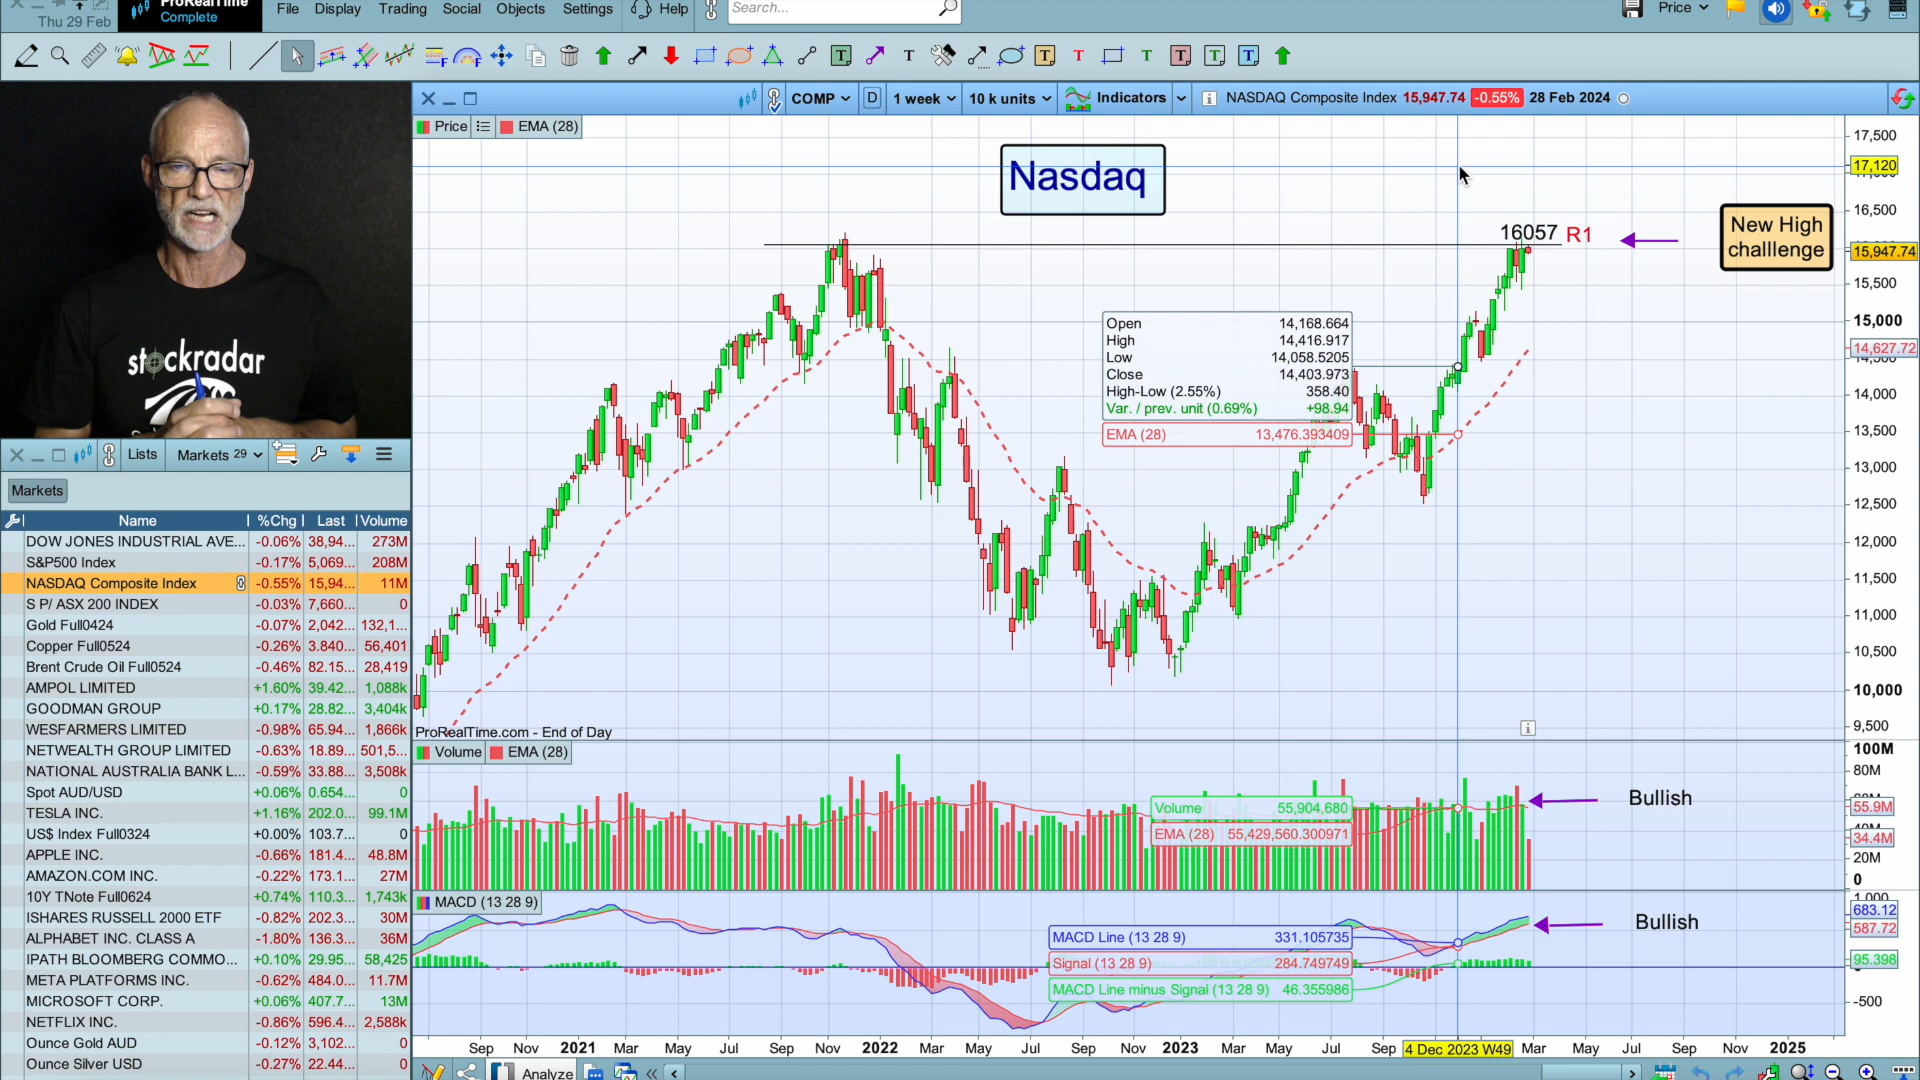 Thu 29 Feb
ProRealTime
Complete
File Display Trading Social Objects Settings Help Search... Price
COMP D 1 week 10 k units Indicators NASDAQ Composite Index 15,947.74 -0.55% 28 Feb 2024
Price EMA (28)
Nasdaq
16057 R1
New High
challlenge
Open 14,168.664
High 14,416.917
Low 14,058.5205
Close 14,403.973
High-Low (2.55%) 358.40
Var. / prev. unit (0.69%) +98.94
EMA (28) 13,476.393409
17,500
17,120
16,500
15,947.74
15,500
15,000
14,627.72
14,000
13,500
13,000
12,500
12,000
11,500
11,000
10,500
10,000
9,500
ProRealTime.com - End of Day
Volume EMA (28)
Volume 55,904,680
EMA (28) 55,429,560.300971
Bullish
100M
80M
55.9M
34.4M
20M
0
MACD (13 28 9)
MACD Line (13 28 9) 331.105735
Signal (13 28 9) 284.749749
MACD Line minus Signal (13 28 9) 46.355986
Bullish
683.12
587.72
95.398
-500
Sep Nov 2021 Mar May Jul Sep Nov 2022 Mar May Jul Sep Nov 2023 Mar May Jul Sep 4 Dec 2023 W49 Mar May Jul Sep Nov 2025
Analyze
stockradar
Lists Markets 29
Markets
Name %Chg Last Volume
DOW JONES INDUSTRIAL AVE... -0.06% 38,94... 273M
S&P500 Index -0.17% 5,069... 208M
NASDAQ Composite Index -0.55% 15,94... 11M
S P/ ASX 200 INDEX -0.03% 7,660... 0
Gold Full0424 -0.07% 2,042... 132,1...
Copper Full0524 -0.26% 3.840... 56,401
Brent Crude Oil Full0524 -0.46% 82.15... 28,419
AMPOL LIMITED +1.60% 39.42... 1,088k
GOODMAN GROUP +0.17% 28.82... 3,404k
WESFARMERS LIMITED -0.98% 65.94... 1,866k
NETWEALTH GROUP LIMITED -0.63% 18.89... 501,5...
NATIONAL AUSTRALIA BANK L... -0.59% 33.88... 3,508k
Spot AUD/USD +0.06% 0.654... 0
TESLA INC. +1.16% 202.0... 99.1M
US$ Index Full0324 +0.00% 103.7... 0
APPLE INC. -0.66% 181.4... 48.8M
AMAZON.COM INC. -0.22% 173.1... 27M
10Y TNote Full0624 +0.74% 110.3... 1,743k
ISHARES RUSSELL 2000 ETF -0.82% 202.3... 30M
ALPHABET INC. CLASS A -1.80% 136.3... 36M
IPATH BLOOMBERG COMMO... +0.10% 29.95... 58,425
META PLATFORMS INC. -0.62% 484.0... 11.7M
MICROSOFT CORP. +0.06% 407.7... 13M
NETFLIX INC. -0.86% 596.4... 2,588k
Ounce Gold AUD -0.12% 3,102... 0
Ounce Silver USD -0.27% 22.44... 0